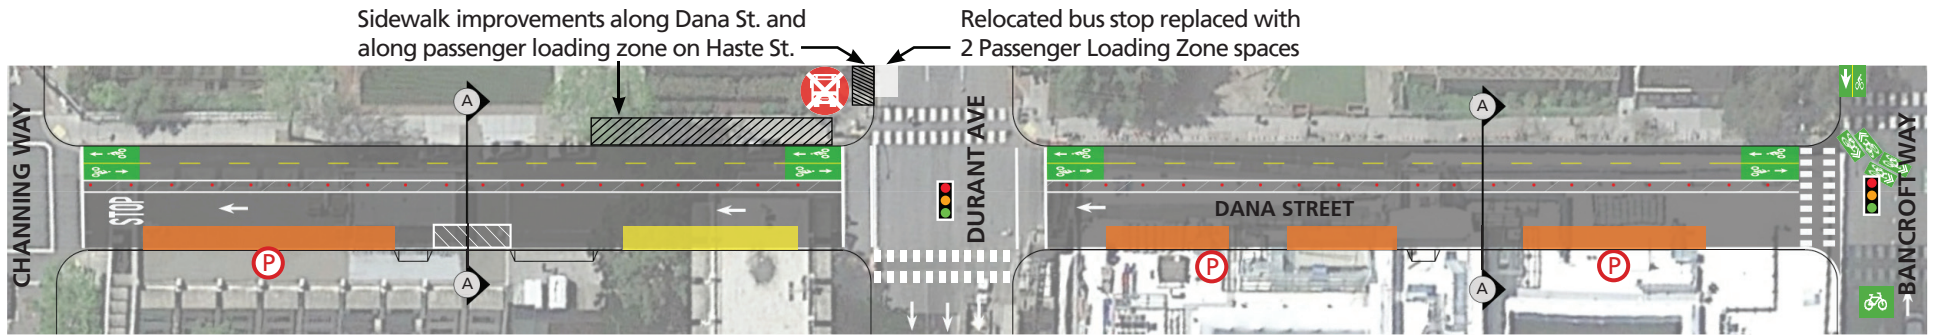 Sidewalk improvements along Dana St. and
along passenger loading zone on Haste St.
Relocated bus stop replaced with
2 Passenger Loading Zone spaces
CHANNING WAY
A
A
STOP
P
DURANT AVE
DANA STREET
A
A
P
P
BANCROFT WAY